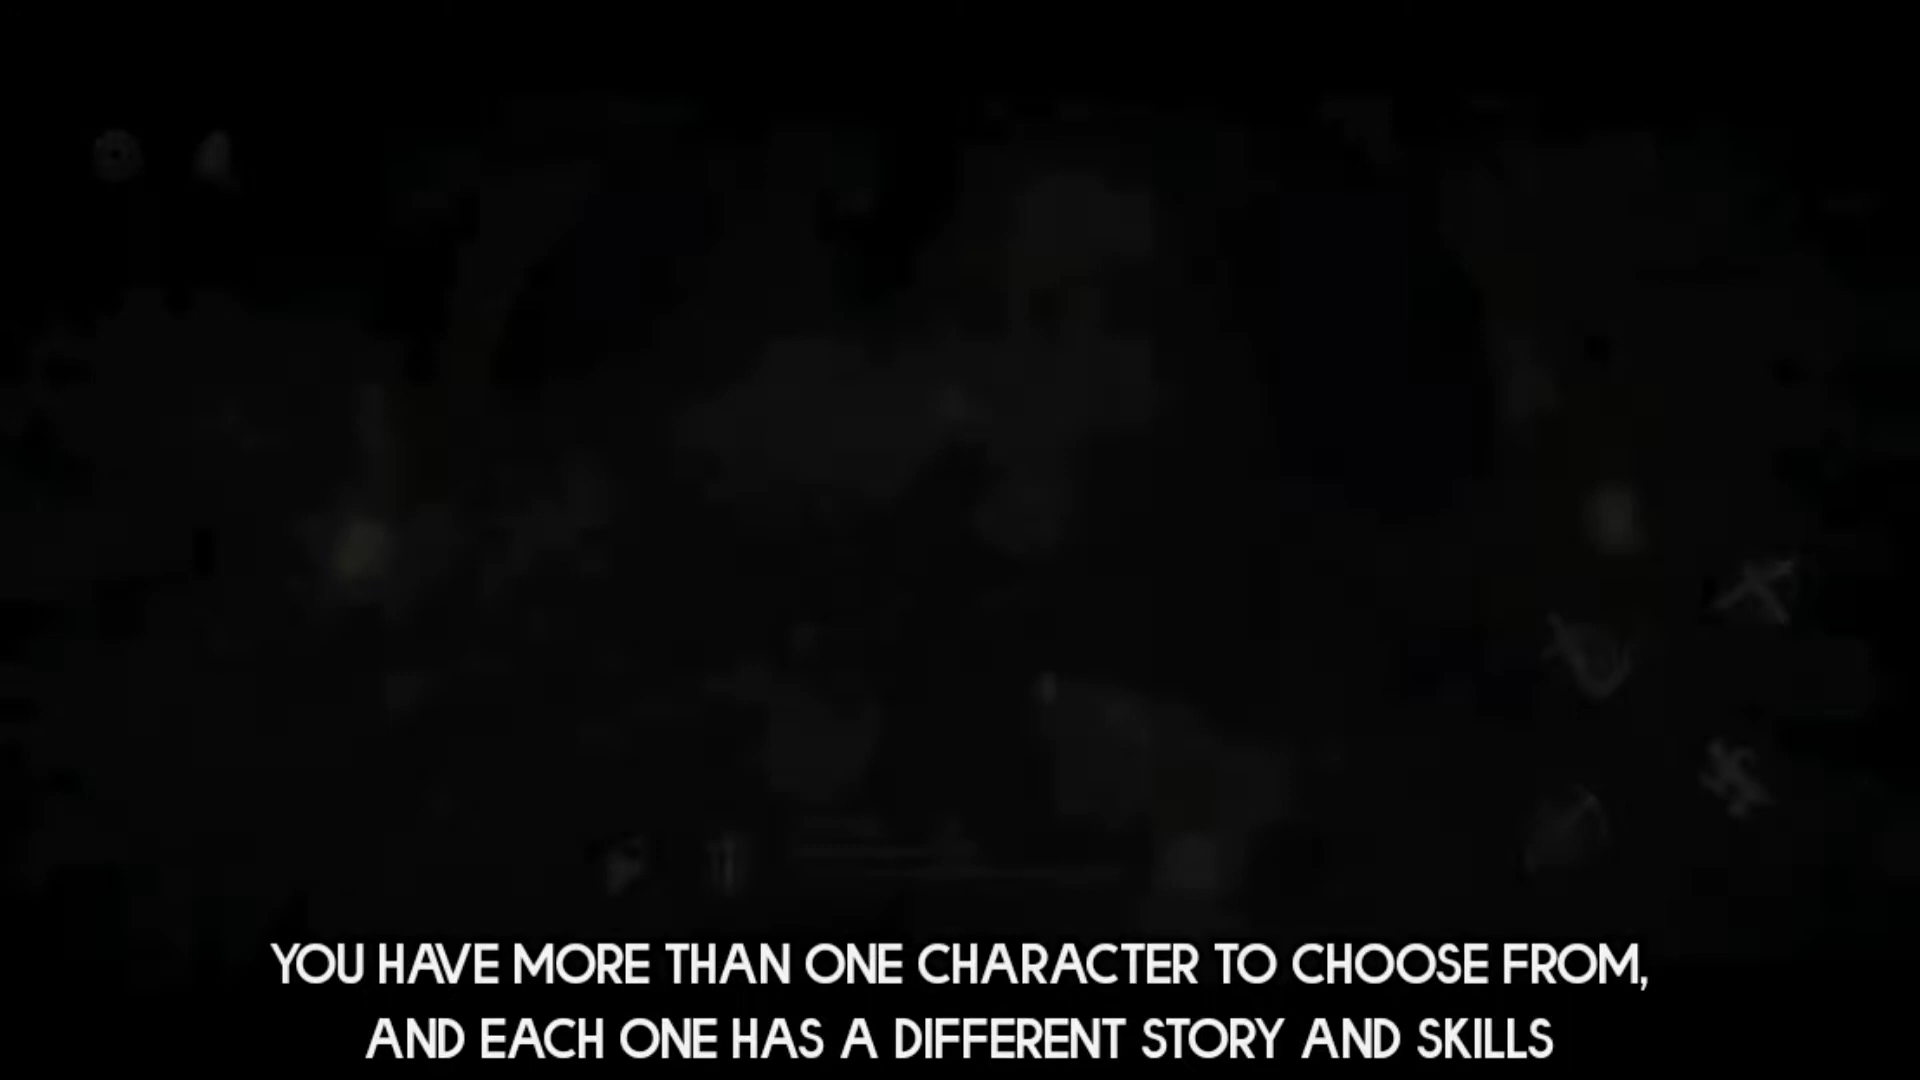 YOU HAVE MORE THAN ONE CHARACTER TO CHOOSE FROM,
AND EACH ONE HAS A DIFFERENT STORY AND SKILLS